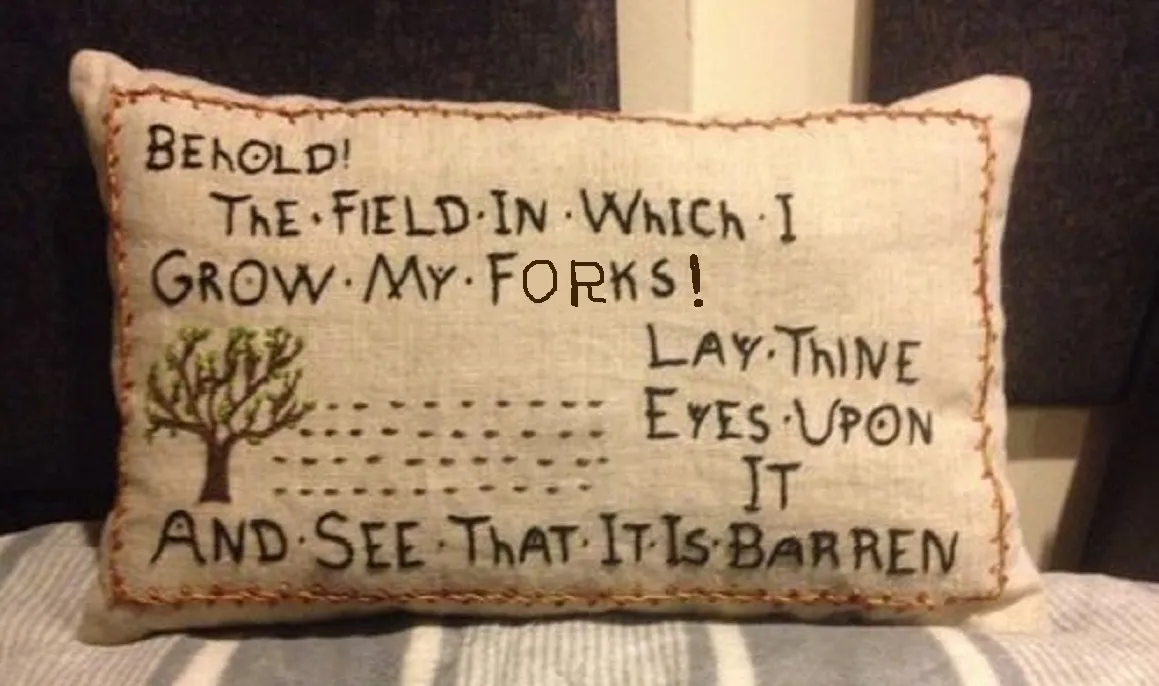 BEhOLD!
ThE·FIELD·IN·WhICh·I
GROW·MY·FORKS!
LAY·ThINE
EYES·UPON
IT
AND·SEE·ThAT·IT·IS·BARREN